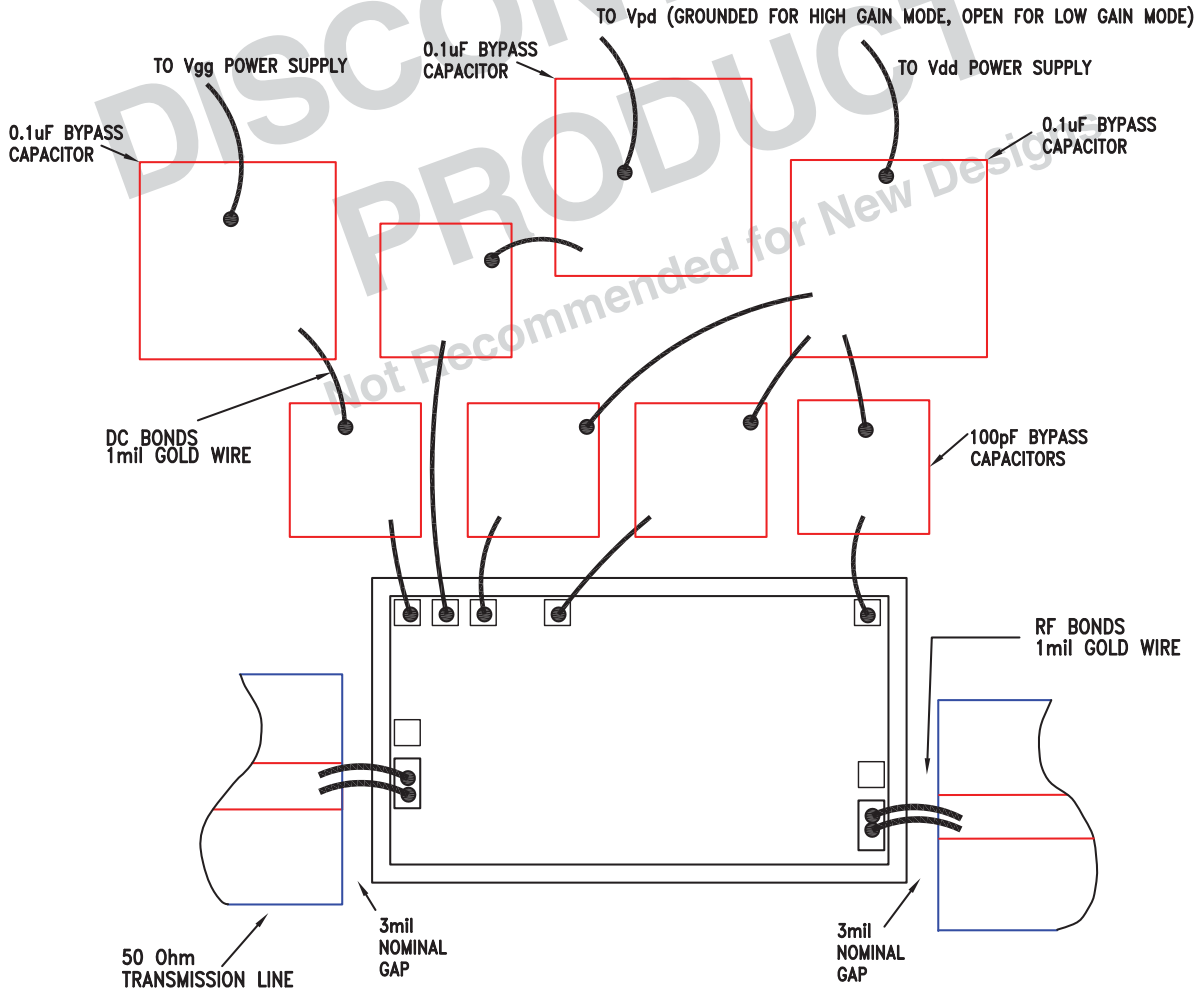 TO Vpd (GROUNDED FOR HIGH GAIN MODE, OPEN FOR LOW GAIN MODE)
0.1uF BYPASS
CAPACITOR
TO Vgg POWER SUPPLY
TO Vdd POWER SUPPLY
0.1uF BYPASS
CAPACITOR
0.1uF BYPASS
CAPACITOR
PRODUCT
Not Recommended for New Designs
DC BONDS
1mil GOLD WIRE
100pF BYPASS
CAPACITORS
RF BONDS
1mil GOLD WIRE
50 Ohm
TRANSMISSION LINE
3mil
NOMINAL
GAP
3mil
NOMINAL
GAP